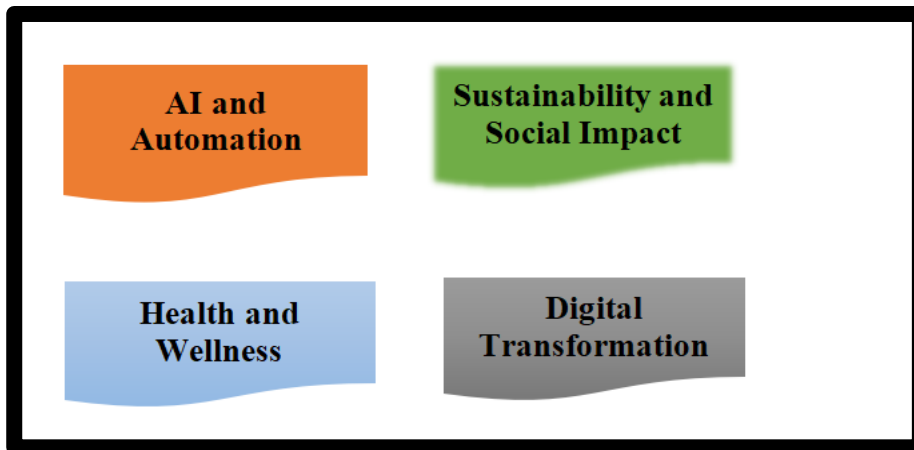 AI and
Automation
Sustainability and
Social Impact
Health and
Wellness
Digital
Transformation